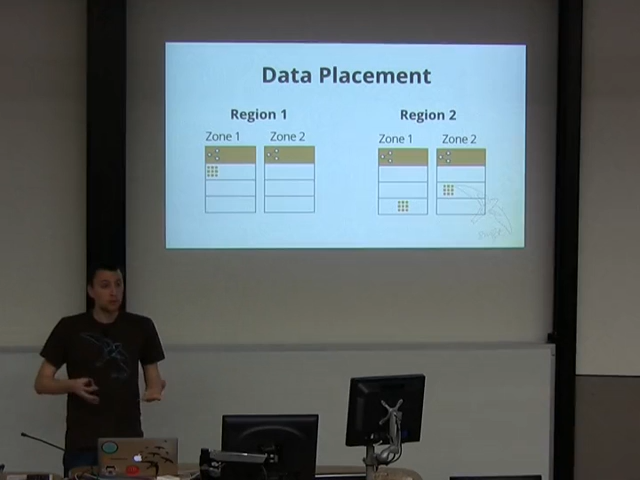 Data Placement
Region 1
Region 2
Zone 1
Zone 2
Zone 1
Zone 2